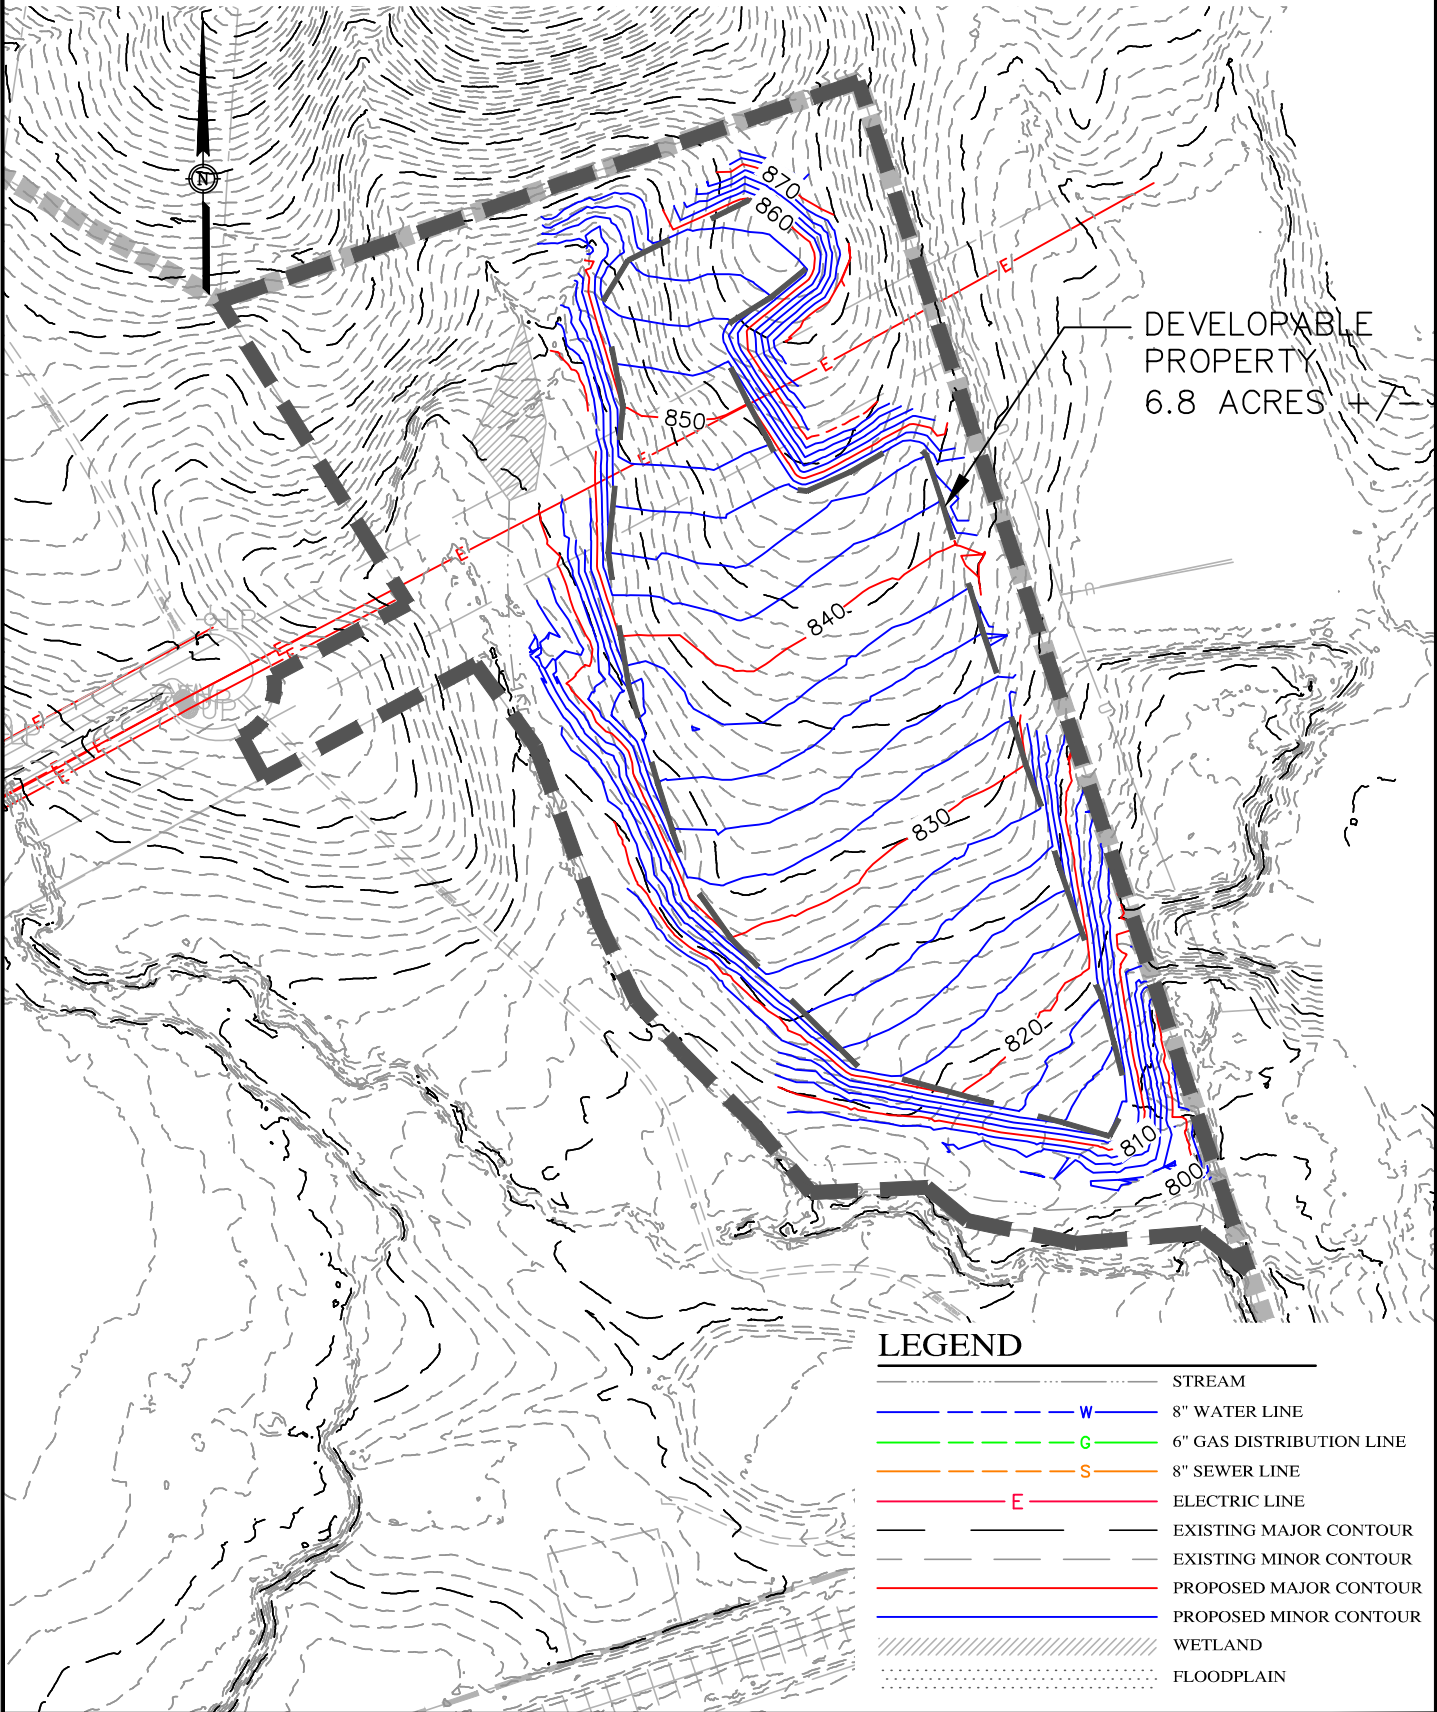 N
870
860
E
DEVELOPABLE
PROPERTY
6.8 ACRES +/-
E
850
E
E
840
E
E
E
E
E
830
820
810
800
LEGEND
STREAM
W 8" WATER LINE
G 6" GAS DISTRIBUTION LINE
S 8" SEWER LINE
E ELECTRIC LINE
EXISTING MAJOR CONTOUR
EXISTING MINOR CONTOUR
PROPOSED MAJOR CONTOUR
PROPOSED MINOR CONTOUR
WETLAND
FLOODPLAIN